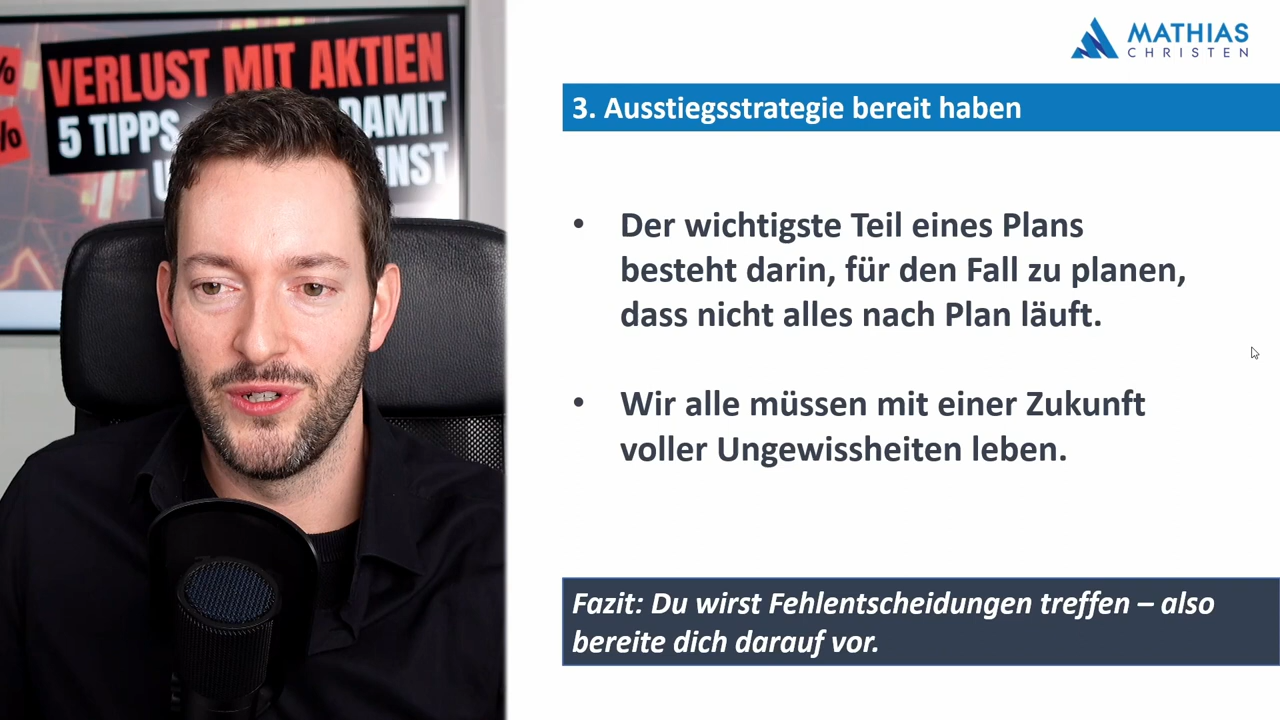 %
%
VERLUST MIT AKTIEN
5 TIPPS DAMIT
MATHIAS
CHRISTEN
3. Ausstiegsstrategie bereit haben
• Der wichtigste Teil eines Plans
besteht darin, für den Fall zu planen,
dass nicht alles nach Plan läuft.
• Wir alle müssen mit einer Zukunft
voller Ungewissheiten leben.
Fazit: Du wirst Fehlentscheidungen treffen – also
bereite dich darauf vor.